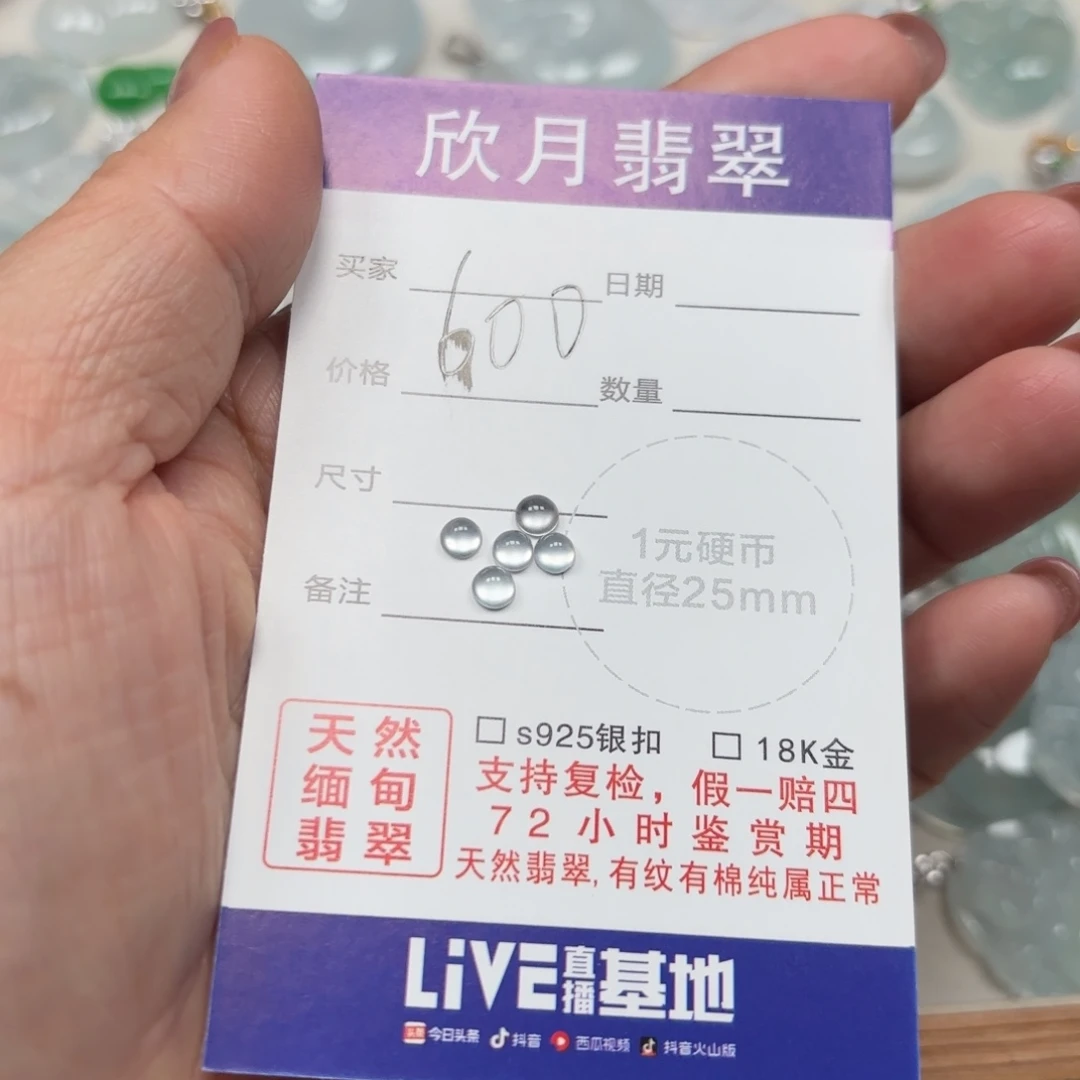 欣月翡翠
买家 日期
600
价格 数量
尺寸
1元硬币
直径25mm
备注
天然
缅甸
翡翠
□ s925银扣 □ 18K金
支持复检，假一赔四
72小时鉴赏期
天然翡翠,有纹有棉纯属正常
LiVE直播基地
头条 今日头条 抖音 西瓜视频 抖音火山版